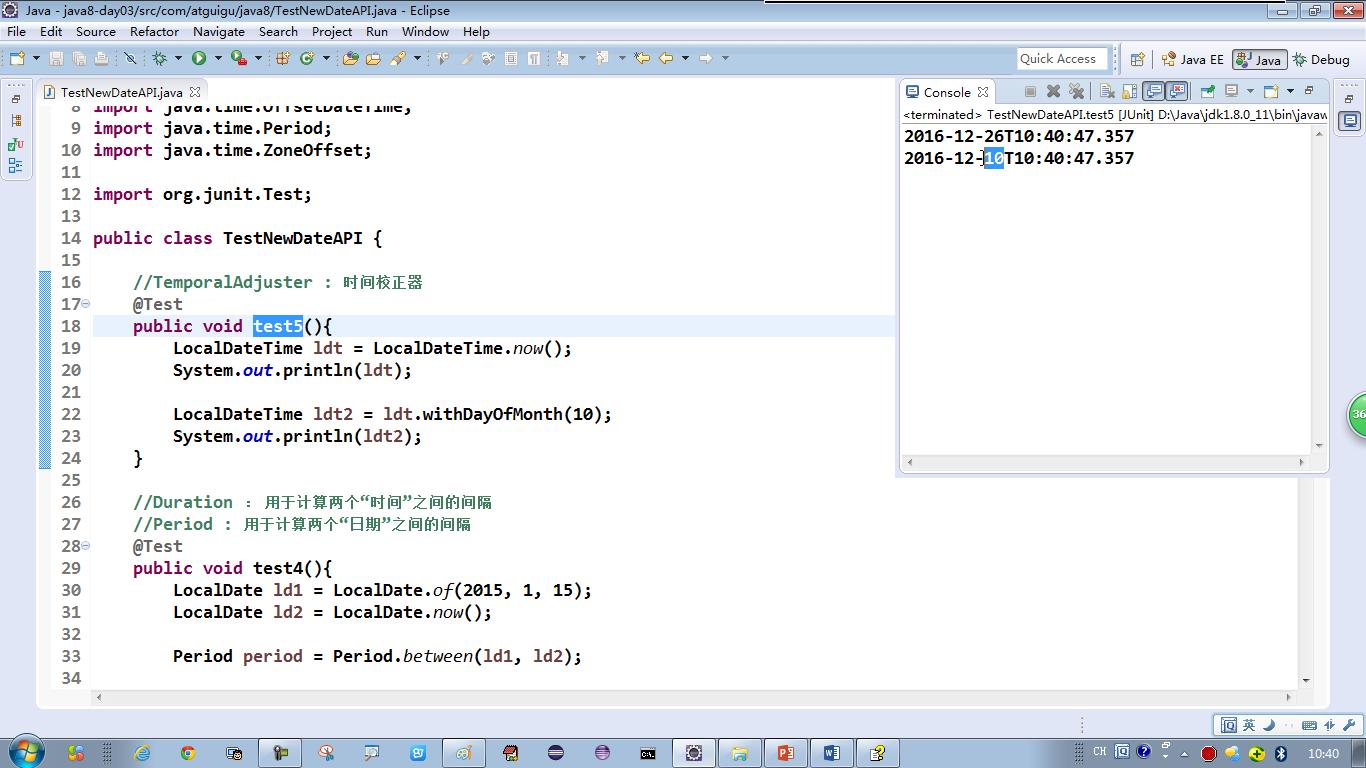 Java - java8-day03/src/com/atguigu/java8/TestNewDateAPI.java - Eclipse
File Edit Source Refactor Navigate Search Project Run Window Help
Quick Access Java EE Java Debug
TestNewDateAPI.java
8 import java.time.OffsetDateTime;
9 import java.time.Period;
10 import java.time.ZoneOffset;
11
12 import org.junit.Test;
13
14 public class TestNewDateAPI {
15
16 //TemporalAdjuster : 时间校正器
17 @Test
18 public void test5(){
19 LocalDateTime ldt = LocalDateTime.now();
20 System.out.println(ldt);
21
22 LocalDateTime ldt2 = ldt.withDayOfMonth(10);
23 System.out.println(ldt2);
24 }
25
26 //Duration : 用于计算两个“时间”之间的间隔
27 //Period : 用于计算两个“日期”之间的间隔
28 @Test
29 public void test4(){
30 LocalDate ld1 = LocalDate.of(2015, 1, 15);
31 LocalDate ld2 = LocalDate.now();
32
33 Period period = Period.between(ld1, ld2);
34
Console
<terminated> TestNewDateAPI.test5 [JUnit] D:\Java\jdk1.8.0_11\bin\javaw
2016-12-26T10:40:47.357
2016-12-10T10:40:47.357
36
英
CH
10:40